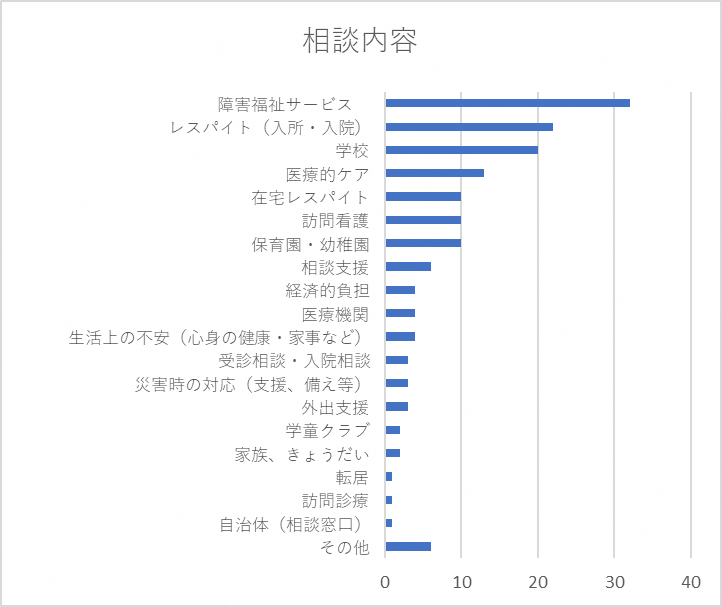 相談内容
障害福祉サービス
レスパイト（入所・入院）
学校
医療的ケア
在宅レスパイト
訪問看護
保育園・幼稚園
相談支援
経済的負担
医療機関
生活上の不安（心身の健康・家事など）
受診相談・入院相談
災害時の対応（支援、備え等）
外出支援
学童クラブ
家族、きょうだい
転居
訪問診療
自治体（相談窓口）
その他
0 10 20 30 40